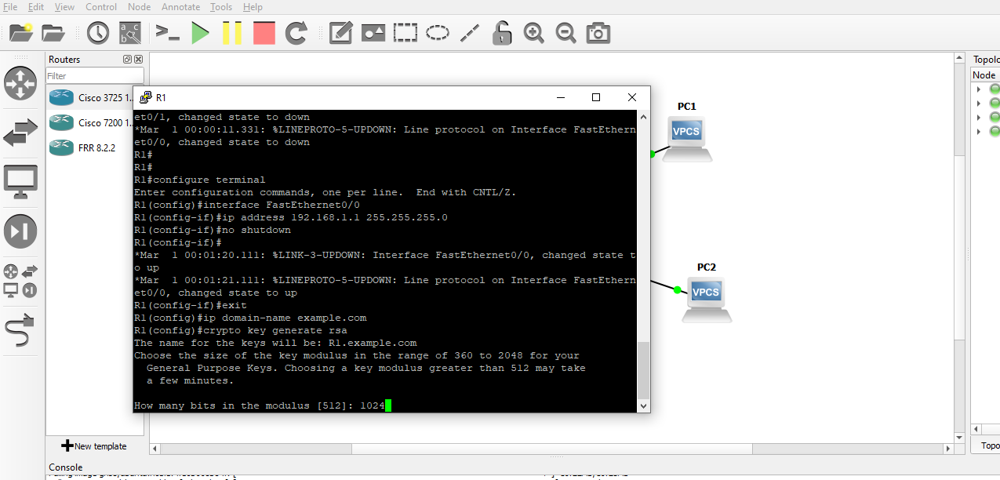 File Edit View Control Node Annotate Tools Help
Routers
Filter
Cisco 3725 1..
Cisco 7200 1..
FRR 8.2.2
New template
R1
et0/1, changed state to down
*Mar  1 00:00:11.331: %LINEPROTO-5-UPDOWN: Line protocol on Interface FastEthern
et0/0, changed state to down
R1#
R1#
R1#configure terminal
Enter configuration commands, one per line.  End with CNTL/Z.
R1(config)#interface FastEthernet0/0
R1(config-if)#ip address 192.168.1.1 255.255.255.0
R1(config-if)#no shutdown
R1(config-if)#
*Mar  1 00:01:20.111: %LINK-3-UPDOWN: Interface FastEthernet0/0, changed state t
o up
*Mar  1 00:01:21.111: %LINEPROTO-5-UPDOWN: Line protocol on Interface FastEthern
et0/0, changed state to up
R1(config-if)#exit
R1(config)#ip domain-name example.com
R1(config)#crypto key generate rsa
The name for the keys will be: R1.example.com
Choose the size of the key modulus in the range of 360 to 2048 for your
  General Purpose Keys. Choosing a key modulus greater than 512 may take
  a few minutes.
How many bits in the modulus [512]: 1024
PC1
VPCS
PC2
VPCS
Topolo
Node
Topo
Console